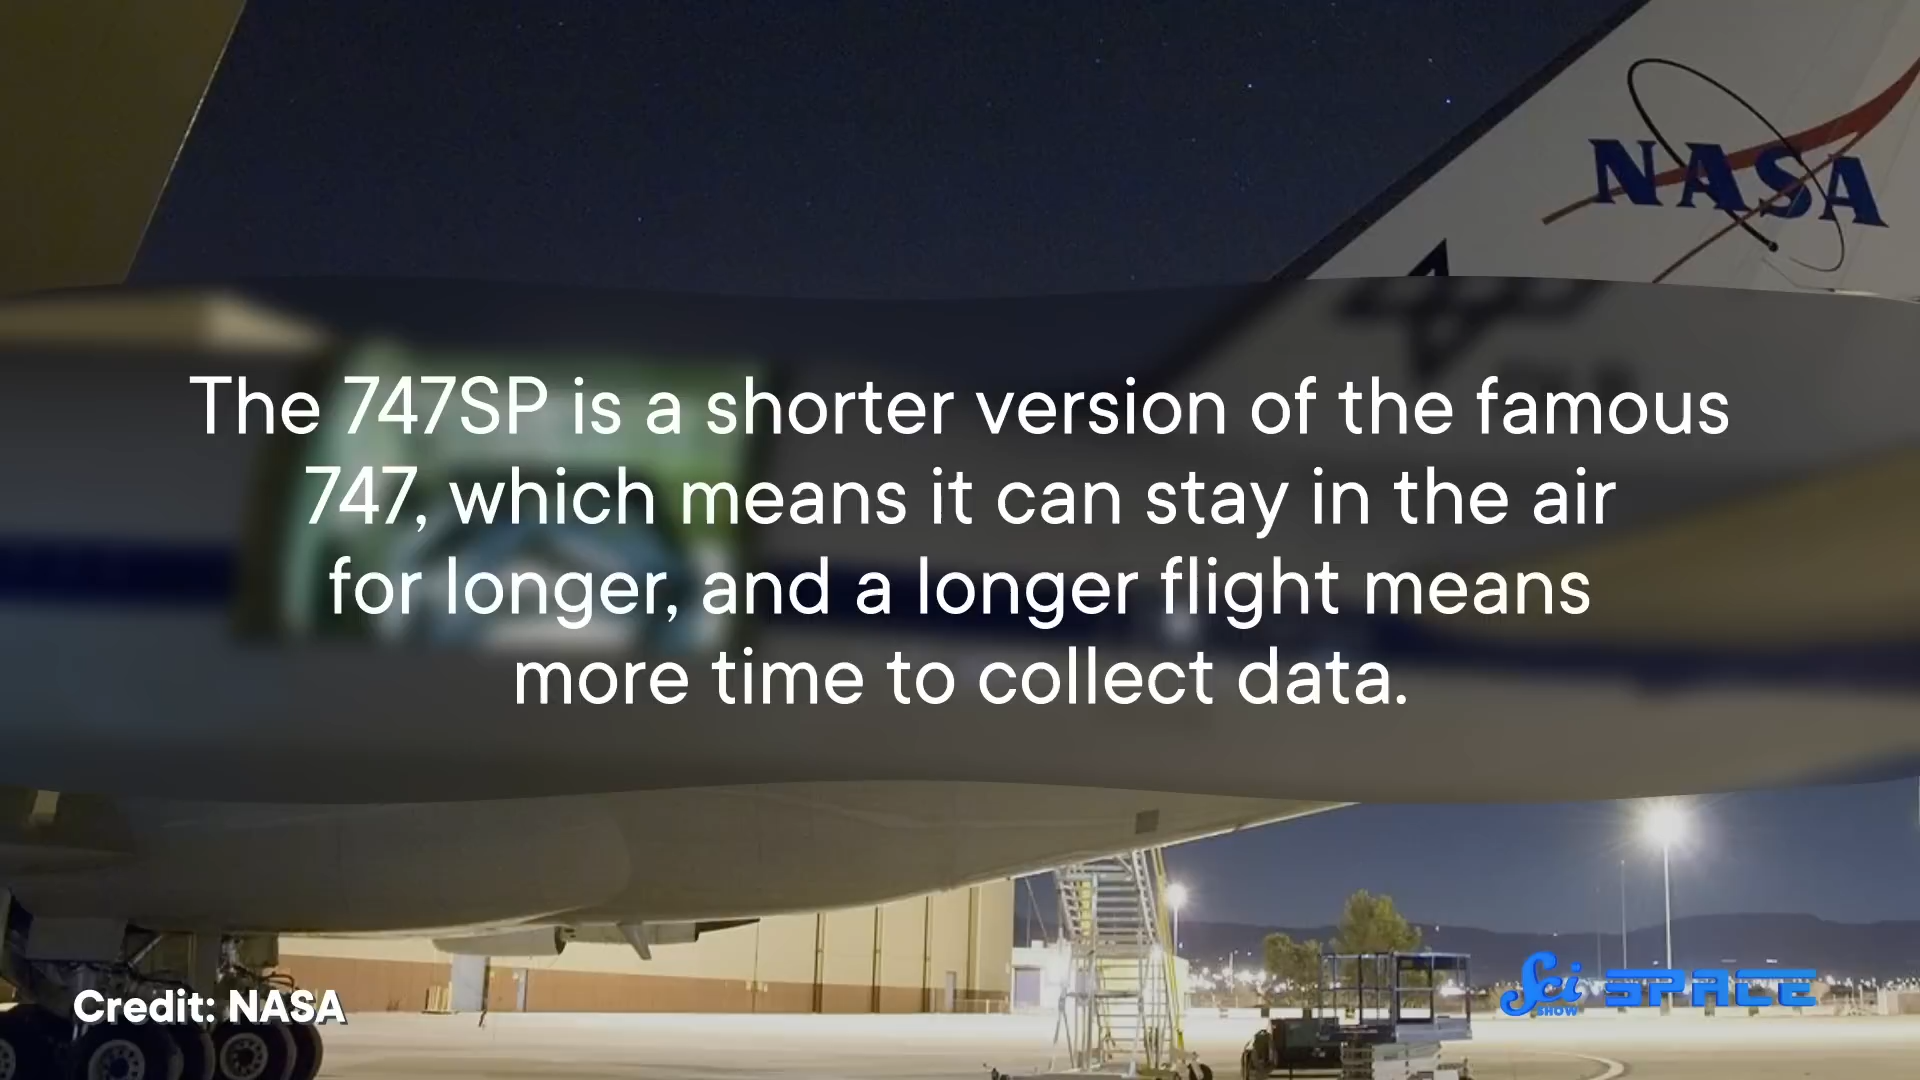 NASA
The 747SP is a shorter version of the famous
747, which means it can stay in the air
for longer, and a longer flight means
more time to collect data.
Credit: NASA
Sci SHOW SPACE